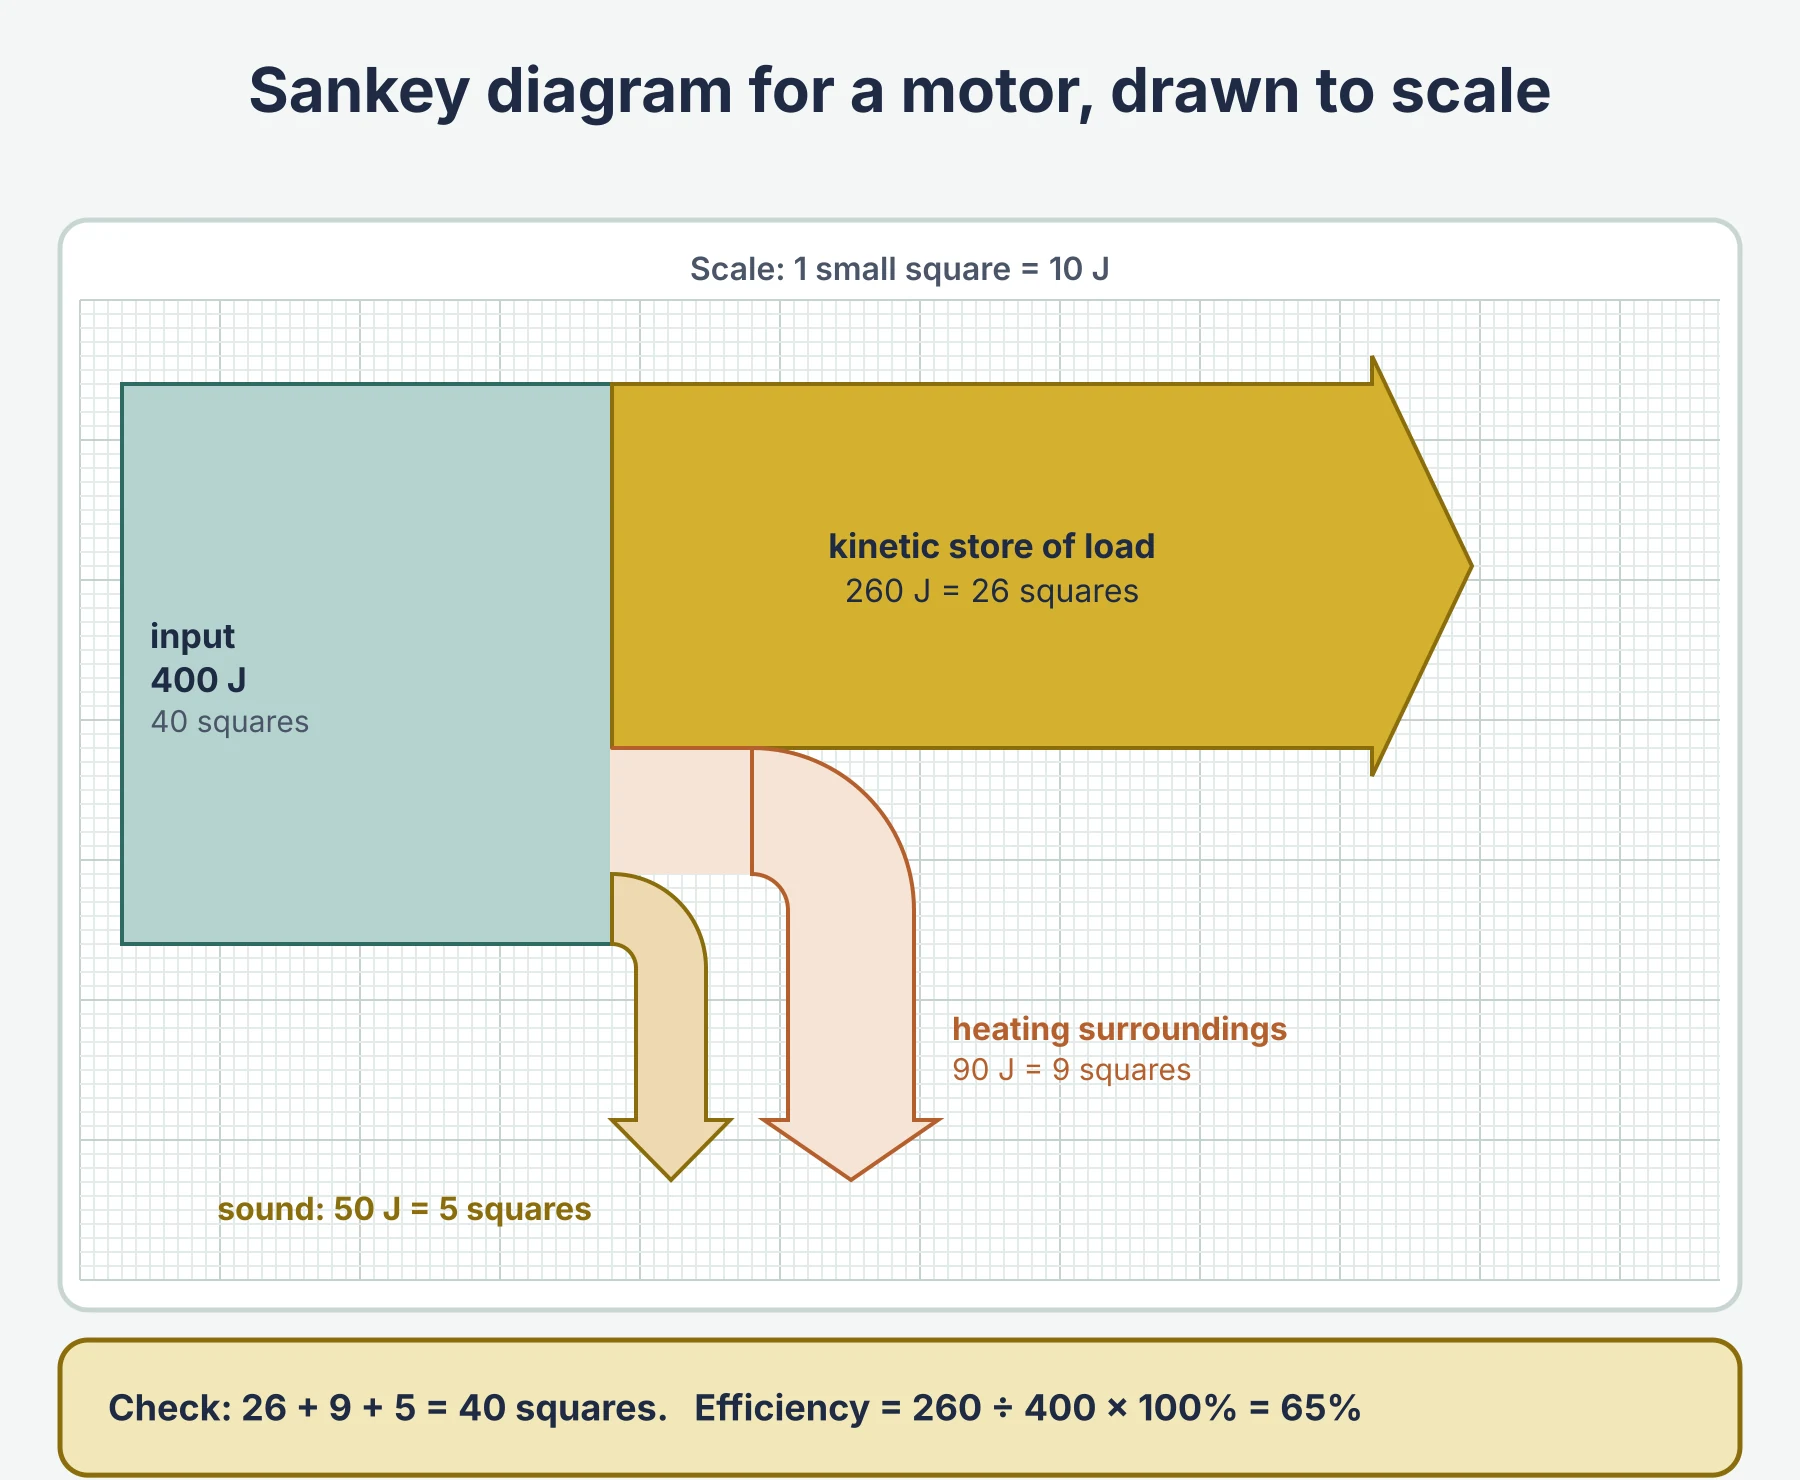 Sankey diagram for a motor, drawn to scale
Scale: 1 small square = 10 J
kinetic store of load
260 J = 26 squares
input
400 J
40 squares
heating surroundings
90 J = 9 squares
sound: 50 J = 5 squares
Check: 26 + 9 + 5 = 40 squares. Efficiency = 260 ÷ 400 × 100% = 65%